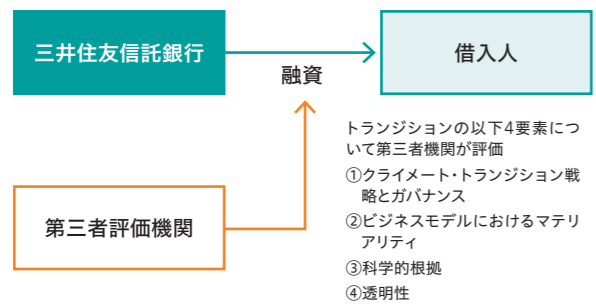 三井住友信託銀行
借入人
融資
トランジションの以下4要素につ
いて第三者機関が評価
①クライメート・トランジション戦
略とガバナンス
②ビジネスモデルにおけるマテリ
アリティ
③科学的根拠
④透明性
第三者評価機関